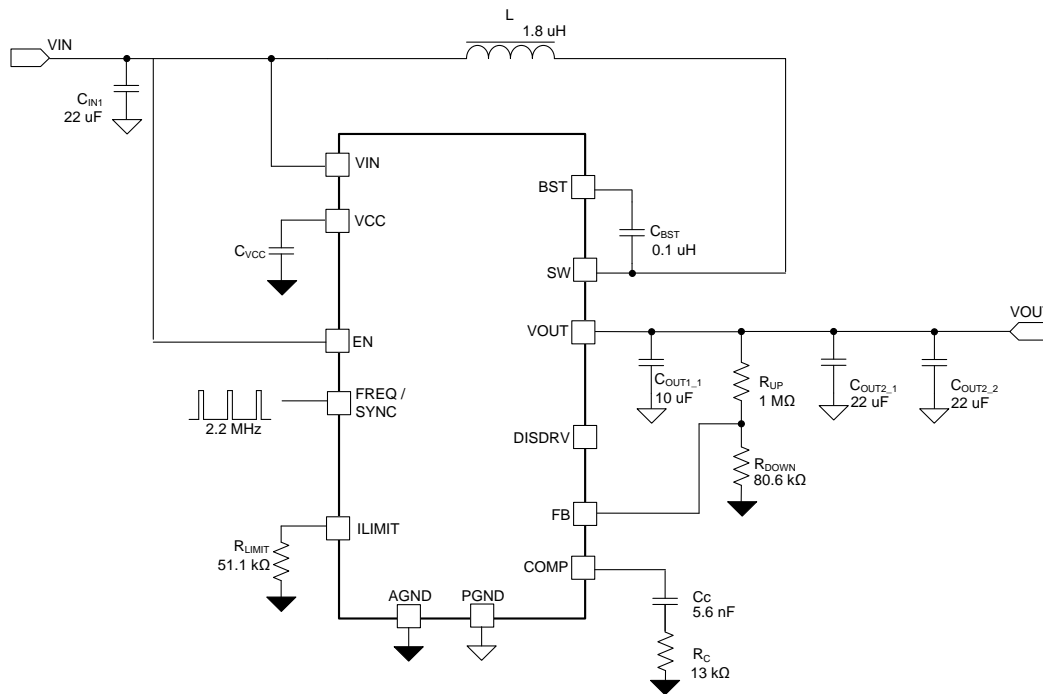 L
1.8 uH
VIN
CIN1
22 uF
VIN
BST
VCC
CBST
0.1 uH
CVCC
SW
VOUT
VOUT
EN
COUT1_1
10 uF
RUP
1 MΩ
COUT2_1
22 uF
COUT2_2
22 uF
FREQ /
SYNC
2.2 MHz
DISDRV
RDOWN
80.6 kΩ
FB
ILIMIT
RLIMIT
51.1 kΩ
COMP
AGND
PGND
Cc
5.6 nF
RC
13 kΩ